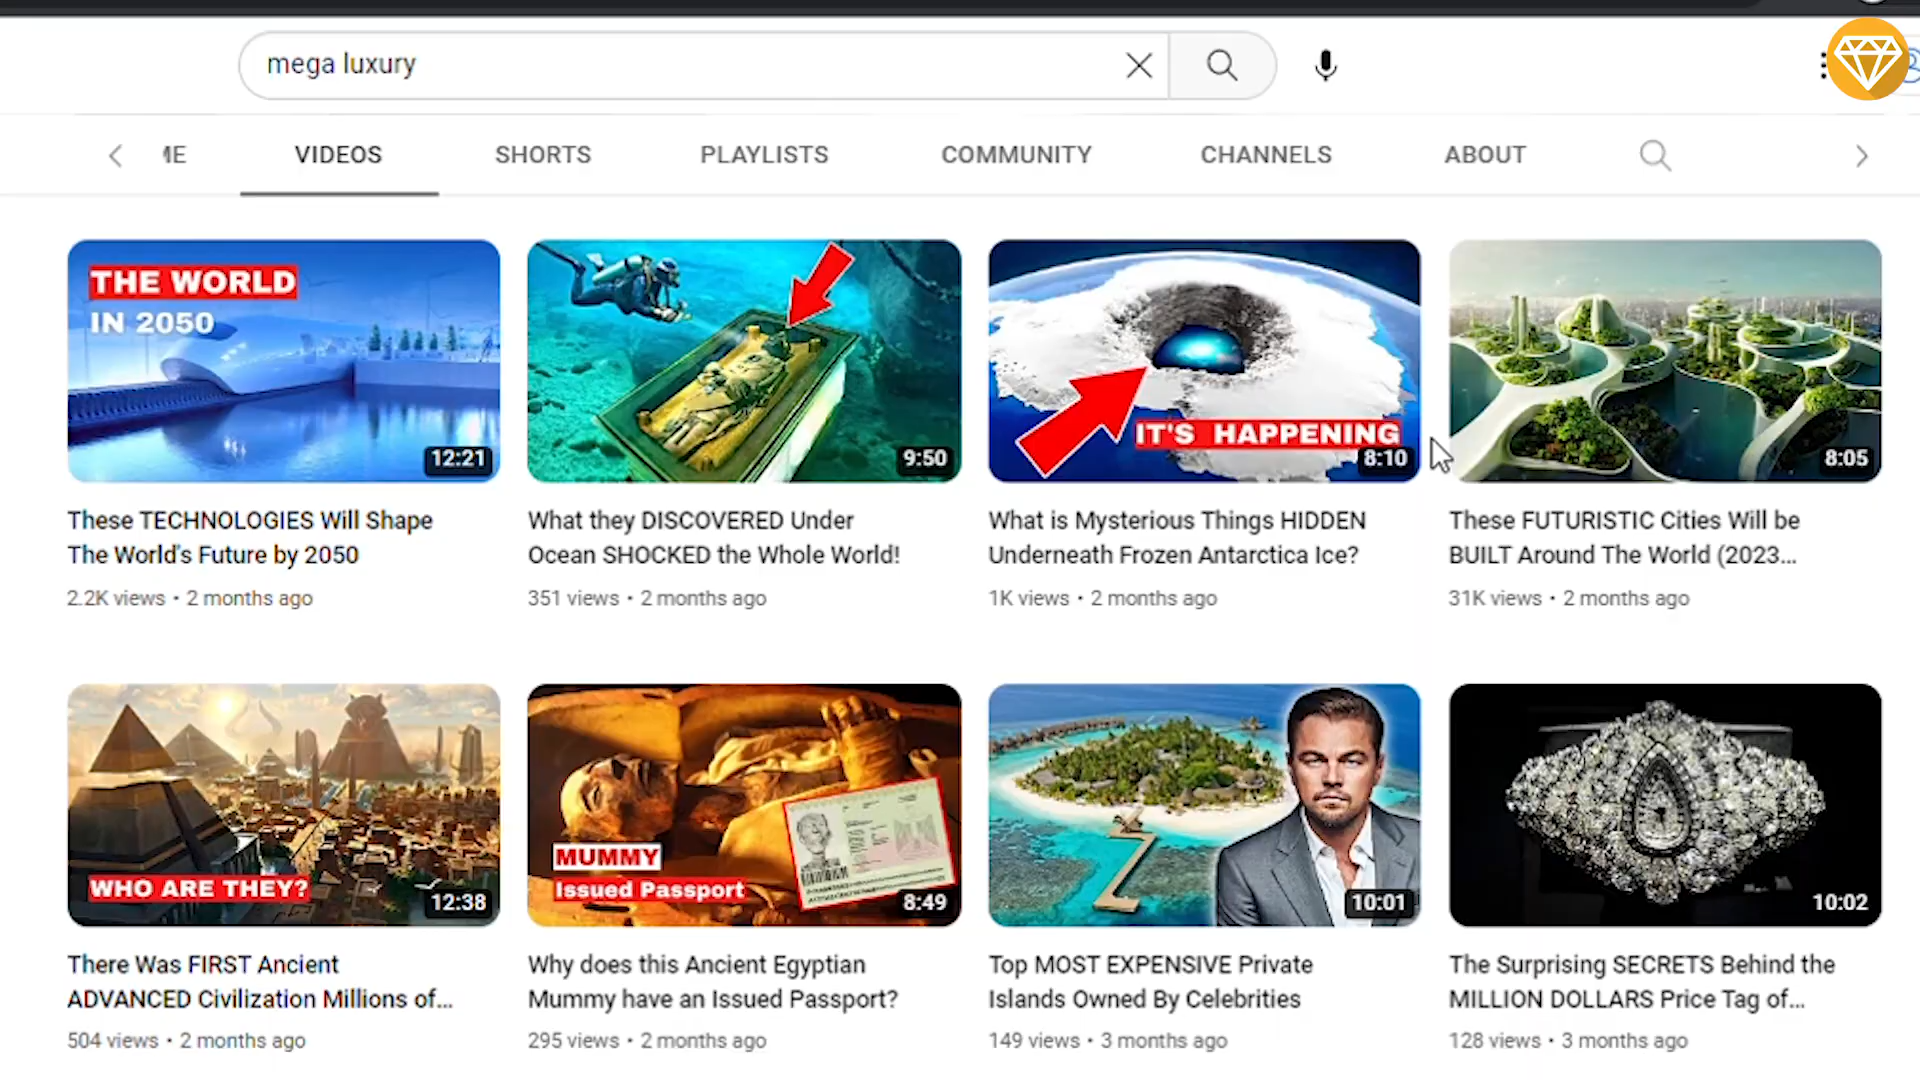 mega luxury
ME VIDEOS SHORTS PLAYLISTS COMMUNITY CHANNELS ABOUT
THE WORLD
IN 2050
12:21
9:50
IT'S HAPPENING
8:10
8:05
These TECHNOLOGIES Will Shape
The World's Future by 2050
2.2K views • 2 months ago
What they DISCOVERED Under
Ocean SHOCKED the Whole World!
351 views • 2 months ago
What is Mysterious Things HIDDEN
Underneath Frozen Antarctica Ice?
1K views • 2 months ago
These FUTURISTIC Cities Will be
BUILT Around The World (2023...
31K views • 2 months ago
WHO ARE THEY?
12:38
MUMMY
Issued Passport
8:49
10:01
10:02
There Was FIRST Ancient
ADVANCED Civilization Millions of...
504 views • 2 months ago
Why does this Ancient Egyptian
Mummy have an Issued Passport?
295 views • 2 months ago
Top MOST EXPENSIVE Private
Islands Owned By Celebrities
149 views • 3 months ago
The Surprising SECRETS Behind the
MILLION DOLLARS Price Tag of...
128 views • 3 months ago